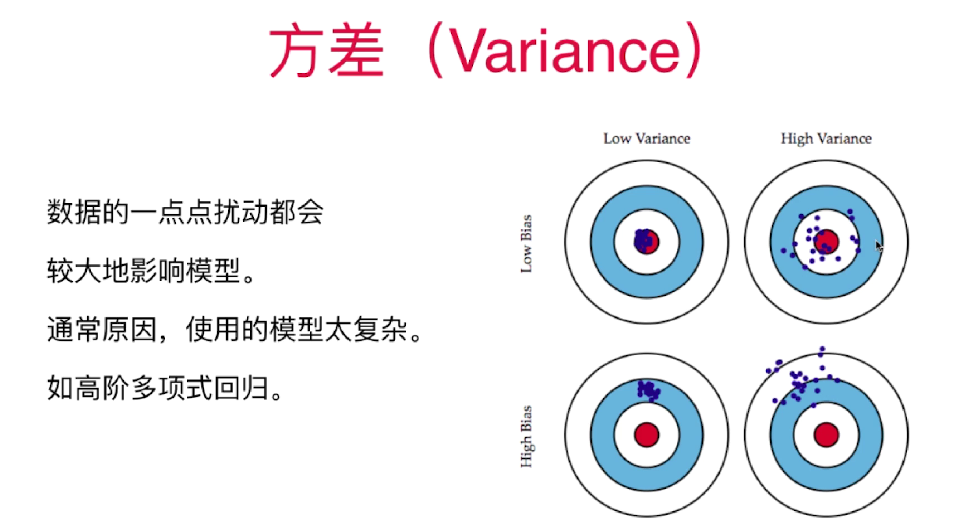 方差（Variance）
数据的一点点扰动都会
较大地影响模型。
通常原因，使用的模型太复杂。
如高阶多项式回归。
Low Variance
High Variance
Low Bias
High Bias